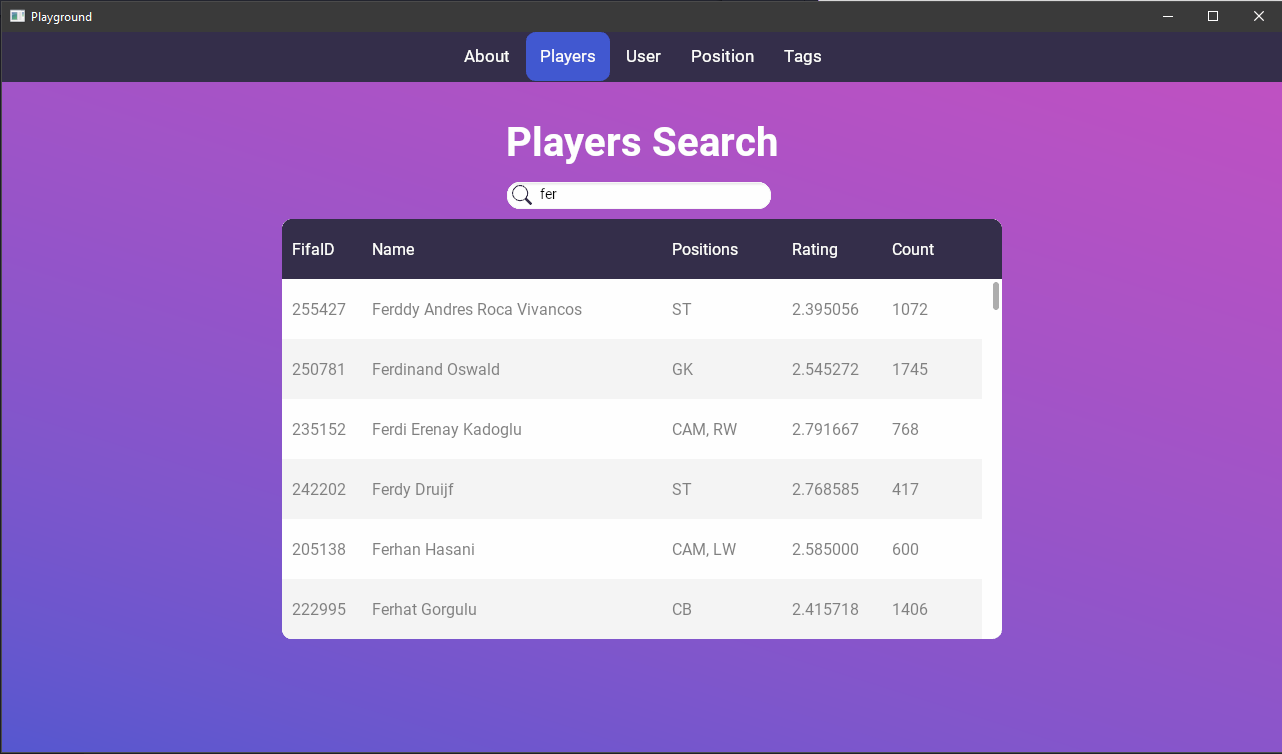 Playground
About Players User Position Tags
Players Search
fer
FifaID Name Positions Rating Count
255427 Ferddy Andres Roca Vivancos ST 2.395056 1072
250781 Ferdinand Oswald GK 2.545272 1745
235152 Ferdi Erenay Kadoglu CAM, RW 2.791667 768
242202 Ferdy Druijf ST 2.768585 417
205138 Ferhan Hasani CAM, LW 2.585000 600
222995 Ferhat Gorgulu CB 2.415718 1406